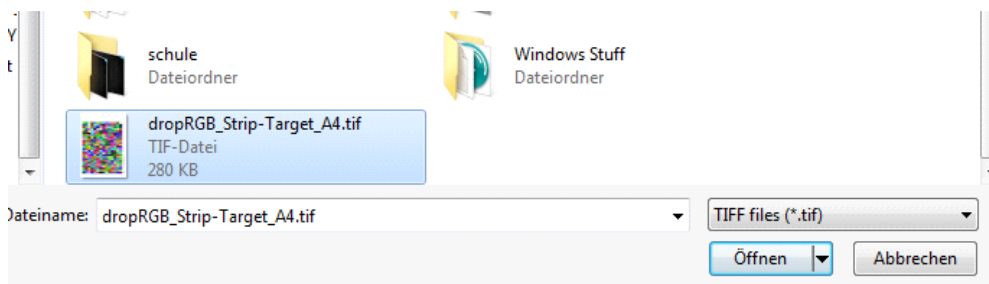 Y
t
schule
Dateiordner
Windows Stuff
Dateiordner
dropRGB_Strip-Target_A4.tif
TIF-Datei
280 KB
Dateiname:
dropRGB_Strip-Target_A4.tif
TIFF files (*.tif)
Öffnen
Abbrechen